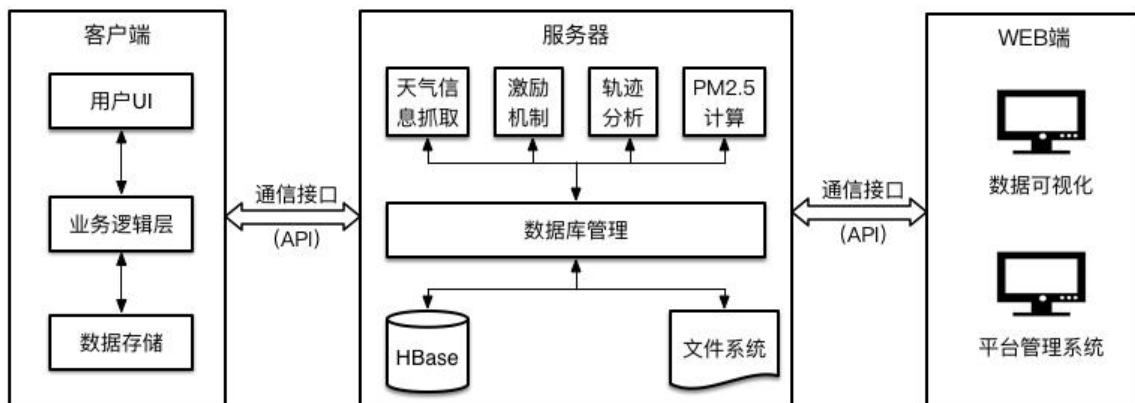 客户端
用户UI
业务逻辑层
数据存储
通信接口
(API)
服务器
天气信
息抓取
激励
机制
轨迹
分析
PM2.5
计算
数据库管理
HBase
文件系统
通信接口
(API)
WEB端
数据可视化
平台管理系统